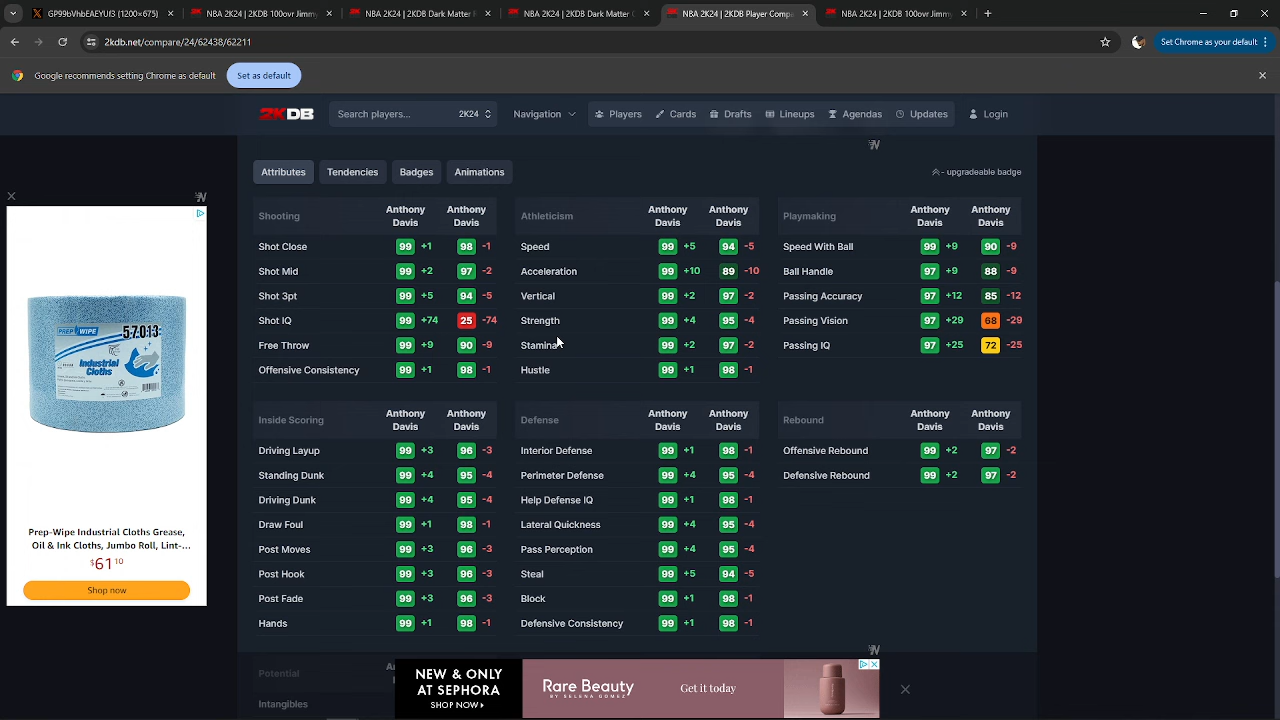 GP99bVhbEEAYUf3 (1200×675)
NBA 2K24 | 2KDB 100ovr Jimmy
NBA 2K24 | 2KDB Dark Matter
NBA 2K24 | 2KDB Dark Matter
NBA 2K24 | 2KDB Player Compa
NBA 2K24 | 2KDB 100ovr Jimmy
2kdb.net/compare/24/62438/62211
Set Chrome as your default
Google recommends setting Chrome as default
Set as default
2KDB
Search players...
2K24
Navigation
Players
Cards
Drafts
Lineups
Agendas
Updates
Login
Attributes
Tendencies
Badges
Animations
- upgradeable badge
Shooting Anthony Davis Anthony Davis
Shot Close 99 +1 98 -1
Shot Mid 99 +2 97 -2
Shot 3pt 99 +5 94 -5
Shot IQ 99 +74 25 -74
Free Throw 99 +9 90 -9
Offensive Consistency 99 +1 98 -1
Athleticism Anthony Davis Anthony Davis
Speed 99 +5 94 -5
Acceleration 99 +10 89 -10
Vertical 99 +2 97 -2
Strength 99 +4 95 -4
Stamina 99 +2 97 -2
Hustle 99 +1 98 -1
Playmaking Anthony Davis Anthony Davis
Speed With Ball 99 +9 90 -9
Ball Handle 97 +9 88 -9
Passing Accuracy 97 +12 85 -12
Passing Vision 97 +29 68 -29
Passing IQ 97 +25 72 -25
Inside Scoring Anthony Davis Anthony Davis
Driving Layup 99 +3 96 -3
Standing Dunk 99 +4 95 -4
Driving Dunk 99 +4 95 -4
Draw Foul 99 +1 98 -1
Post Moves 99 +3 96 -3
Post Hook 99 +3 96 -3
Post Fade 99 +3 96 -3
Hands 99 +1 98 -1
Defense Anthony Davis Anthony Davis
Interior Defense 99 +1 98 -1
Perimeter Defense 99 +4 95 -4
Help Defense IQ 99 +1 98 -1
Lateral Quickness 99 +4 95 -4
Pass Perception 99 +4 95 -4
Steal 99 +5 94 -5
Block 99 +1 98 -1
Defensive Consistency 99 +1 98 -1
Rebound Anthony Davis Anthony Davis
Offensive Rebound 99 +2 97 -2
Defensive Rebound 99 +2 97 -2
Potential
Intangibles
PREP-WIPE 57013
Industrial
Cloths
Prep-Wipe Industrial Cloths Grease,
Oil & Ink Cloths, Jumbo Roll, Lint-...
$61 10
Shop now
NEW & ONLY
AT SEPHORA
SHOP NOW
Rare Beauty
BY SELENA GOMEZ
Get it today